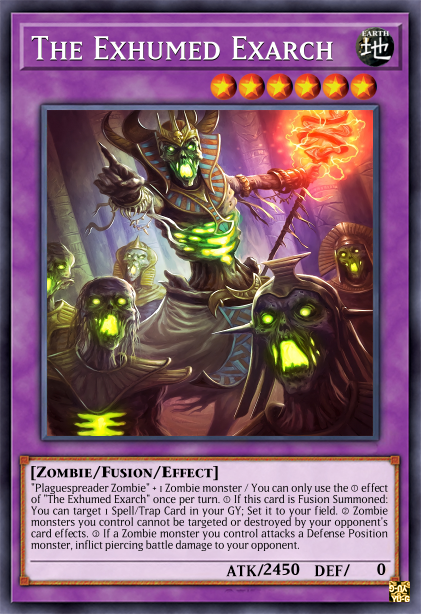 THE EXHUMED EXARCH
EARTH
地
[ZOMBIE/FUSION/EFFECT]
"Plaguespreader Zombie" + 1 Zombie monster / You can only use the ① effect
of "The Exhumed Exarch" once per turn. ① If this card is Fusion Summoned:
You can target 1 Spell/Trap Card in your GY; Set it to your field. ② Zombie
monsters you control cannot be targeted or destroyed by your opponent's
card effects. ③ If a Zombie monster you control attacks a Defense Position
monster, inflict piercing battle damage to your opponent.
ATK/2450 DEF/ 0